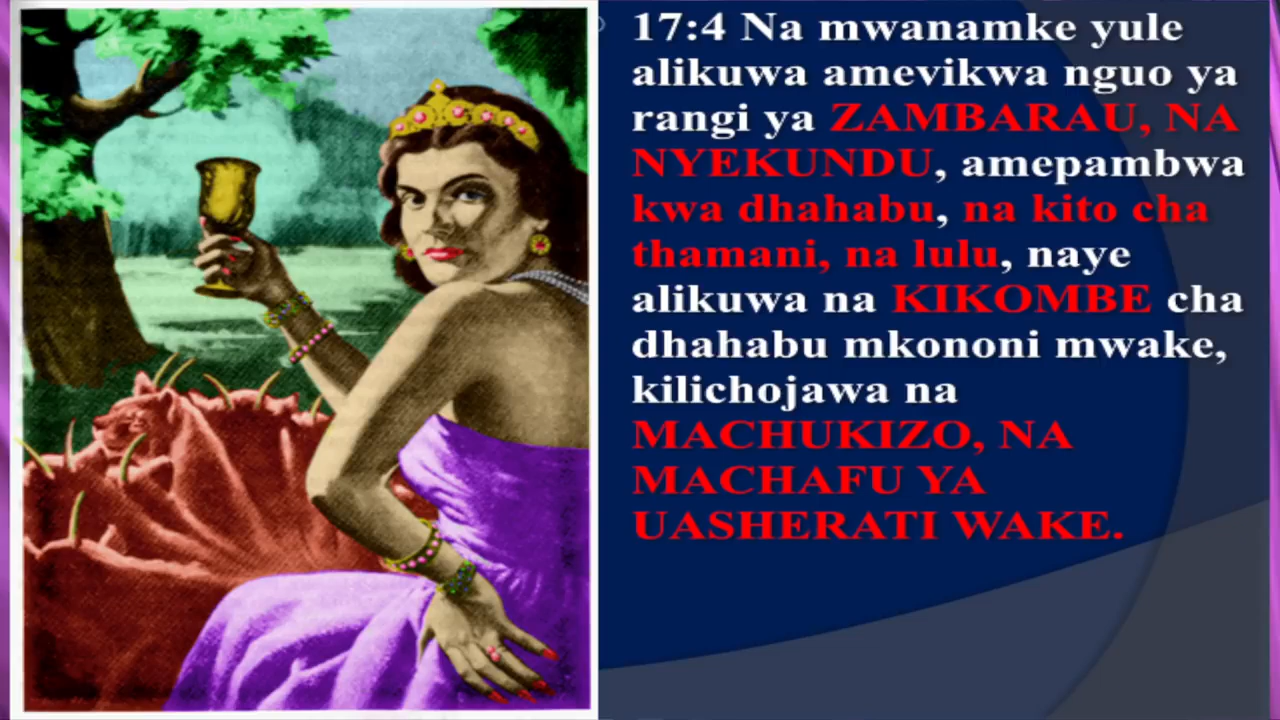 17:4 Na mwanamke yule
alikuwa amevikwa nguo ya
rangi ya ZAMBARAU, NA
NYEKUNDU, amepambwa
kwa dhahabu, na kito cha
thamani, na lulu, naye
alikuwa na KIKOMBE cha
dhahabu mkononi mwake,
kilichojawa na
MACHUKIZO, NA
MACHAFU YA
UASHERATI WAKE.